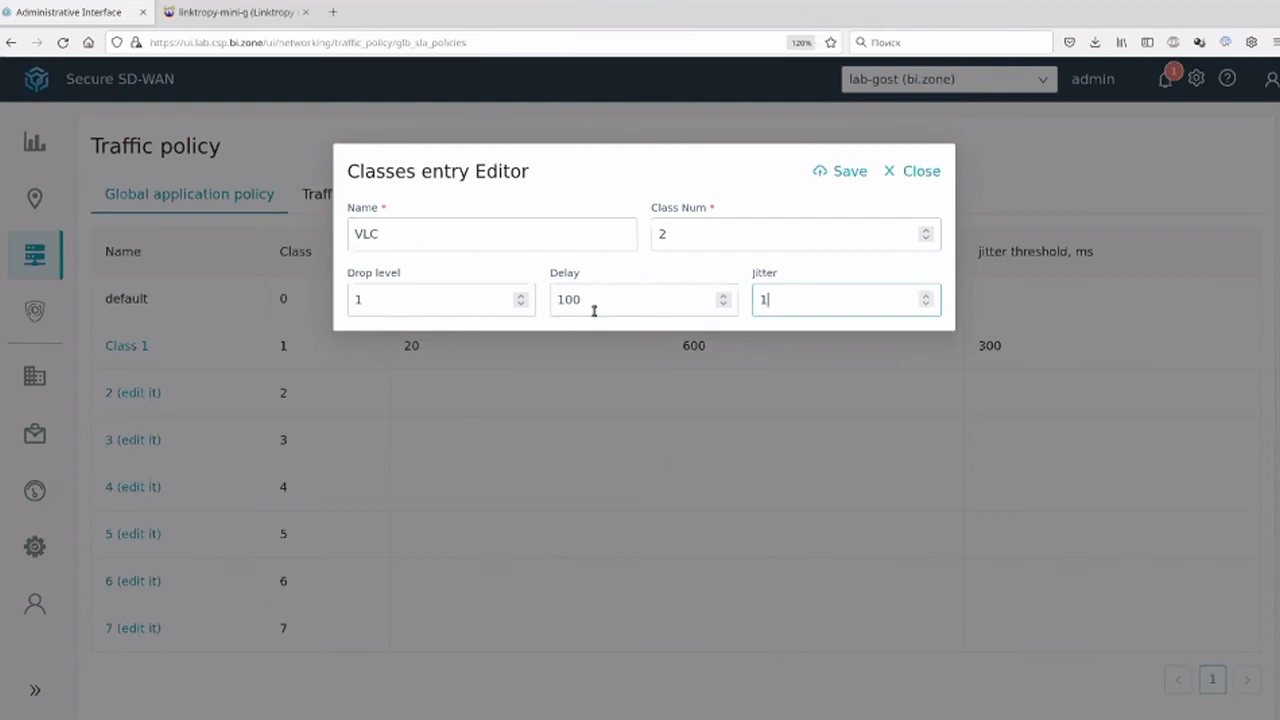 Administrative Interface
linktropy-mini-g (Linktropy
https://ui.lab.csp.bi.zone/ui/networking/traffic_policy/glb_sla_policies
120%
Поиск
Secure SD-WAN
lab-gost (bi.zone)
admin
1
Traffic policy
Global application policy
Traff
Classes entry Editor
Save
Close
Name *
Class Num *
VLC
2
Drop level
Delay
Jitter
1
100
1
Name
Class
jitter threshold, ms
default
0
Class 1
1
20
600
300
2 (edit it)
2
3 (edit it)
3
4 (edit it)
4
5 (edit it)
5
6 (edit it)
6
7 (edit it)
7
1